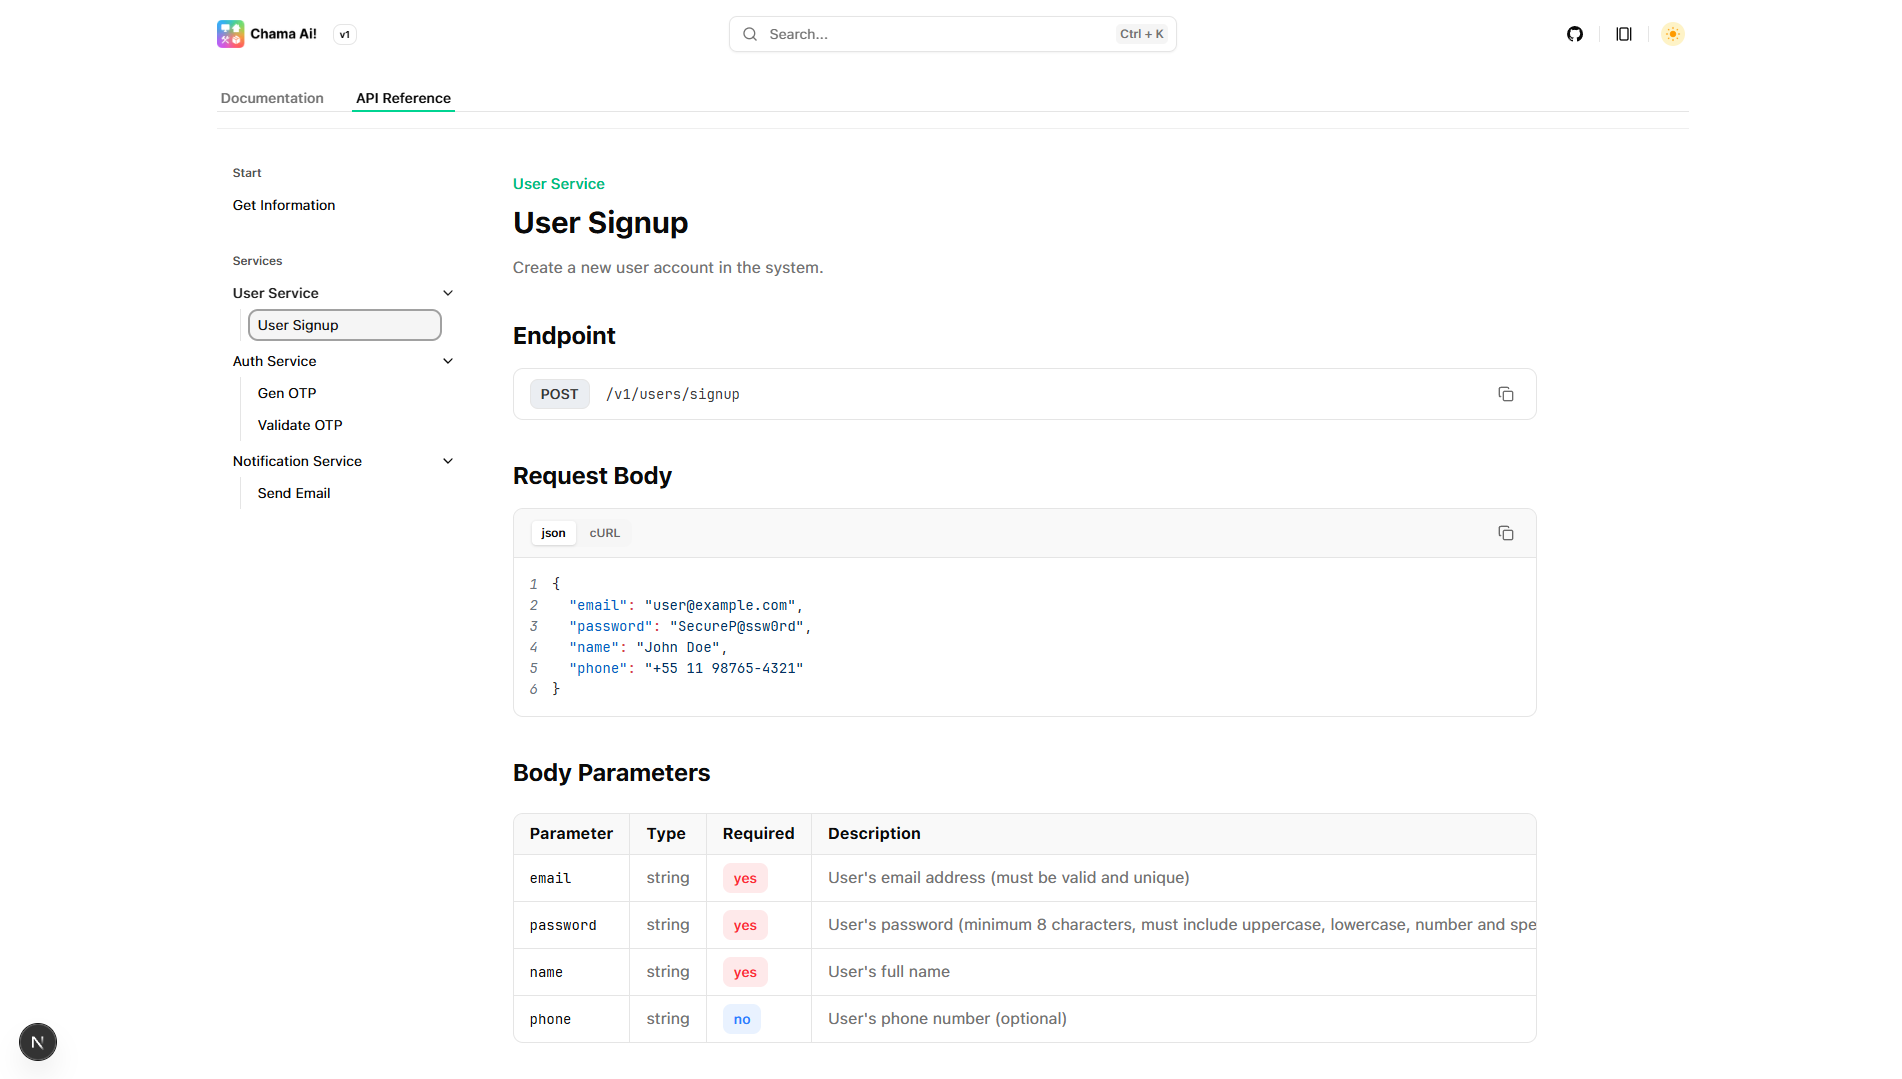 Chama Ai! v1
Search... Ctrl + K
Documentation API Reference
Start
Get Information
Services
User Service
User Signup
Auth Service
Gen OTP
Validate OTP
Notification Service
Send Email
User Service
User Signup
Create a new user account in the system.
Endpoint
POST /v1/users/signup
Request Body
json cURL
1 {
2 "email": "user@example.com",
3 "password": "SecureP@ssw0rd",
4 "name": "John Doe",
5 "phone": "+55 11 98765-4321"
6 }
Body Parameters
Parameter Type Required Description
email string yes User's email address (must be valid and unique)
password string yes User's password (minimum 8 characters, must include uppercase, lowercase, number and spe
name string yes User's full name
phone string no User's phone number (optional)
N